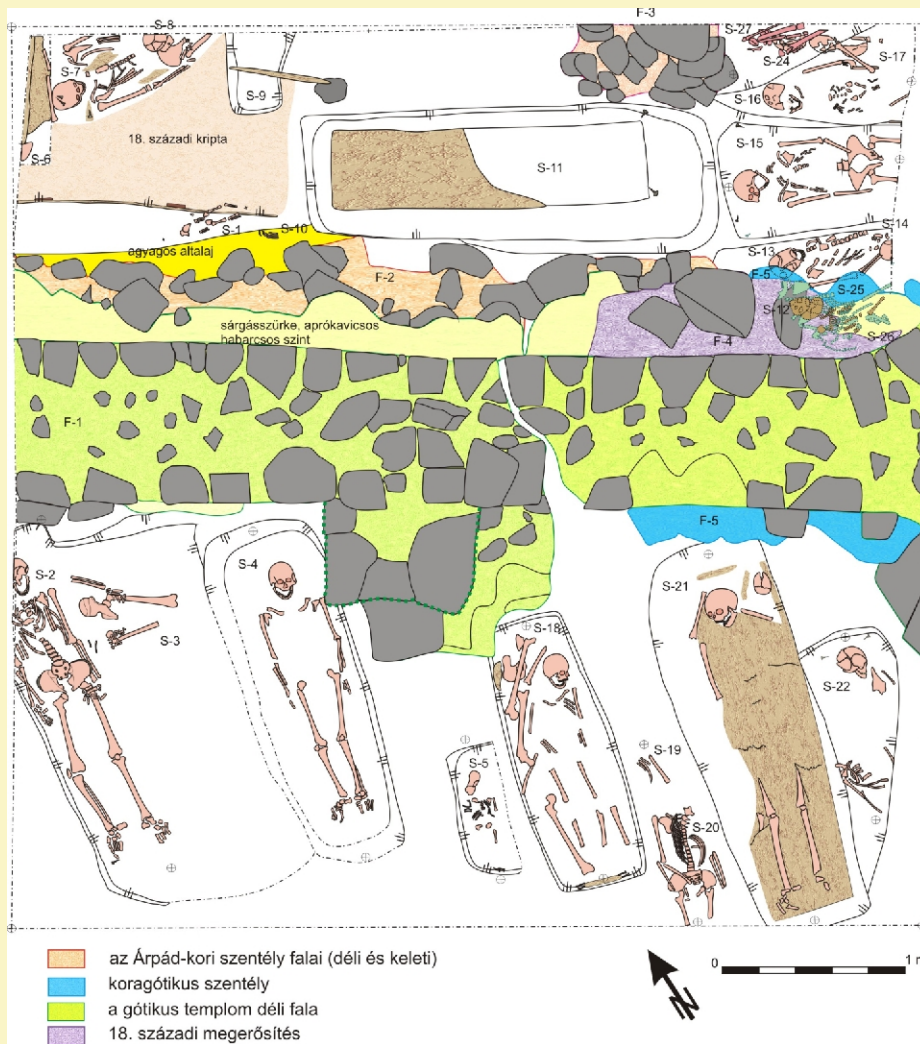 F-3
S-8
S-27
S-24
S-17
S-7
S-9
S-16
18. századi kripta
S-6
S-11
S-15
S-1
S-10
S-14
agyagos altalaj
S-13
F-2
F-5
S-25
S-12
sárgásszürke, aprókavicsos
habarcsos szint
F-4
S-26
F-1
F-5
S-2
S-4
S-21
S-3
S-18
S-22
S-5
S-19
S-20
az Árpád-kori szentély falai (déli és keleti)
koragótikus szentély
a gótikus templom déli fala
18. századi megerősítés
0
1 m
N